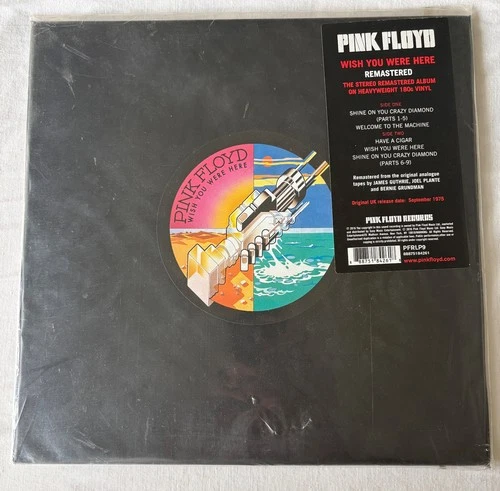 PINK FLOYD
WISH YOU WERE HERE
REMASTERED
THE STEREO REMASTERED ALBUM
ON HEAVYWEIGHT 180G VINYL
SIDE ONE
SHINE ON YOU CRAZY DIAMOND
(PARTS 1-5)
WELCOME TO THE MACHINE
SIDE TWO
HAVE A CIGAR
WISH YOU WERE HERE
SHINE ON YOU CRAZY DIAMOND
(PARTS 6-9)
Remastered from the original analogue
tapes by JAMES GUTHRIE, JOEL PLANTE
and BERNIE GRUNDMAN
Original UK release date: September 1975
PINK FLOYD RECORDS
PFRLP9
88875184261
www.pinkfloyd.com
PINK FLOYD
WISH YOU WERE HERE